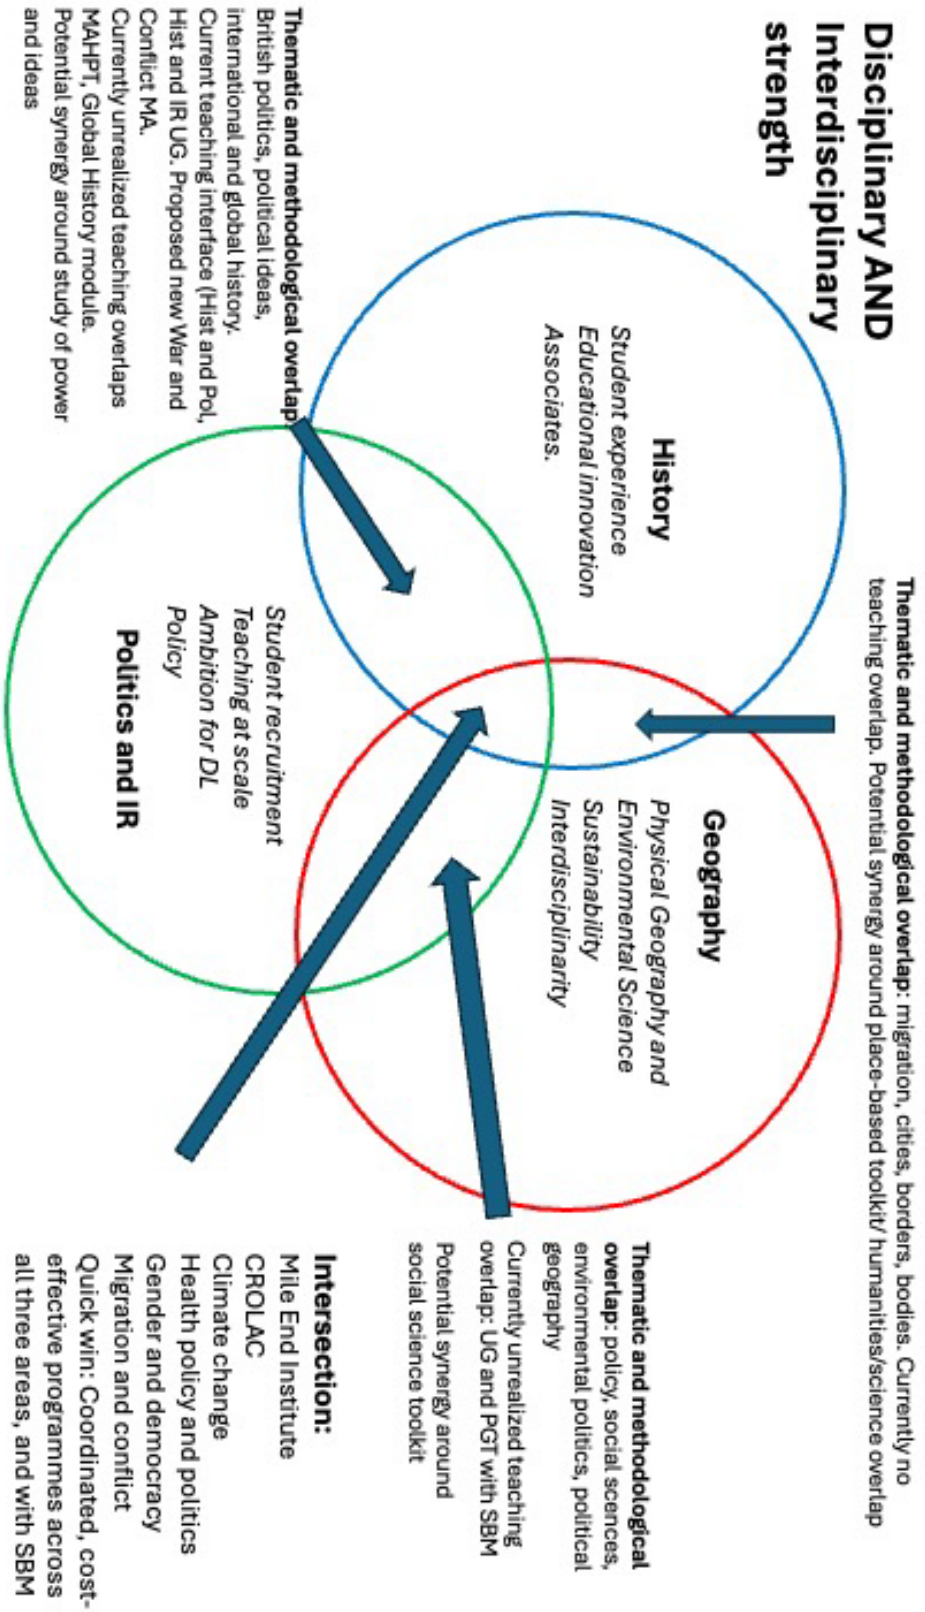 Disciplinary AND
Interdisciplinary
strength
Thematic and methodological overlap: migration, cities, borders, bodies. Currently no
teaching overlap. Potential synergy around place-based toolkit/ humanities/science overlap
History
Student experience
Educational innovation
Associates.
Geography
Physical Geography and
Environmental Science
Sustainability
Interdisciplinarity
Thematic and methodological
overlap: policy, social scences,
environmental politics, political
geography
Currently unrealized teaching
overlap: UG and PGT with SBM
Potential synergy around
social science toolkit
Thematic and methodological overlap
British politics, political ideas,
international and global history.
Current teaching interface (Hist and Pol,
Hist and IR UG. Proposed new War and
Conflict MA.
Currently unrealized teaching overlaps
MAHPT, Global History module.
Potential synergy around study of power
and ideas
Student recruitment
Teaching at scale
Ambition for DL
Policy
Politics and IR
Intersection:
Mile End Institute
CROLAC
Climate change
Health policy and politics
Gender and democracy
Migration and conflict
Quick win: Coordinated, cost-
effective programmes across
all three areas, and with SBM